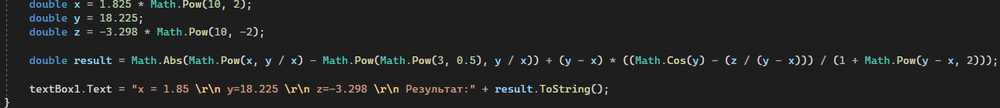 double x = 1.825 * Math.Pow(10, 2);
double y = 18.225;
double z = -3.298 * Math.Pow(10, -2);
double result = Math.Abs(Math.Pow(x, y / x) - Math.Pow(Math.Pow(3, 0.5), y / x)) + (y - x) * ((Math.Cos(y) - (z / (y - x))) / (1 + Math.Pow(y - x, 2)));
textBox1.Text = "x = 1.85 \r\n y=18.225 \r\n z=-3.298 \r\n Результат:" + result.ToString();
}